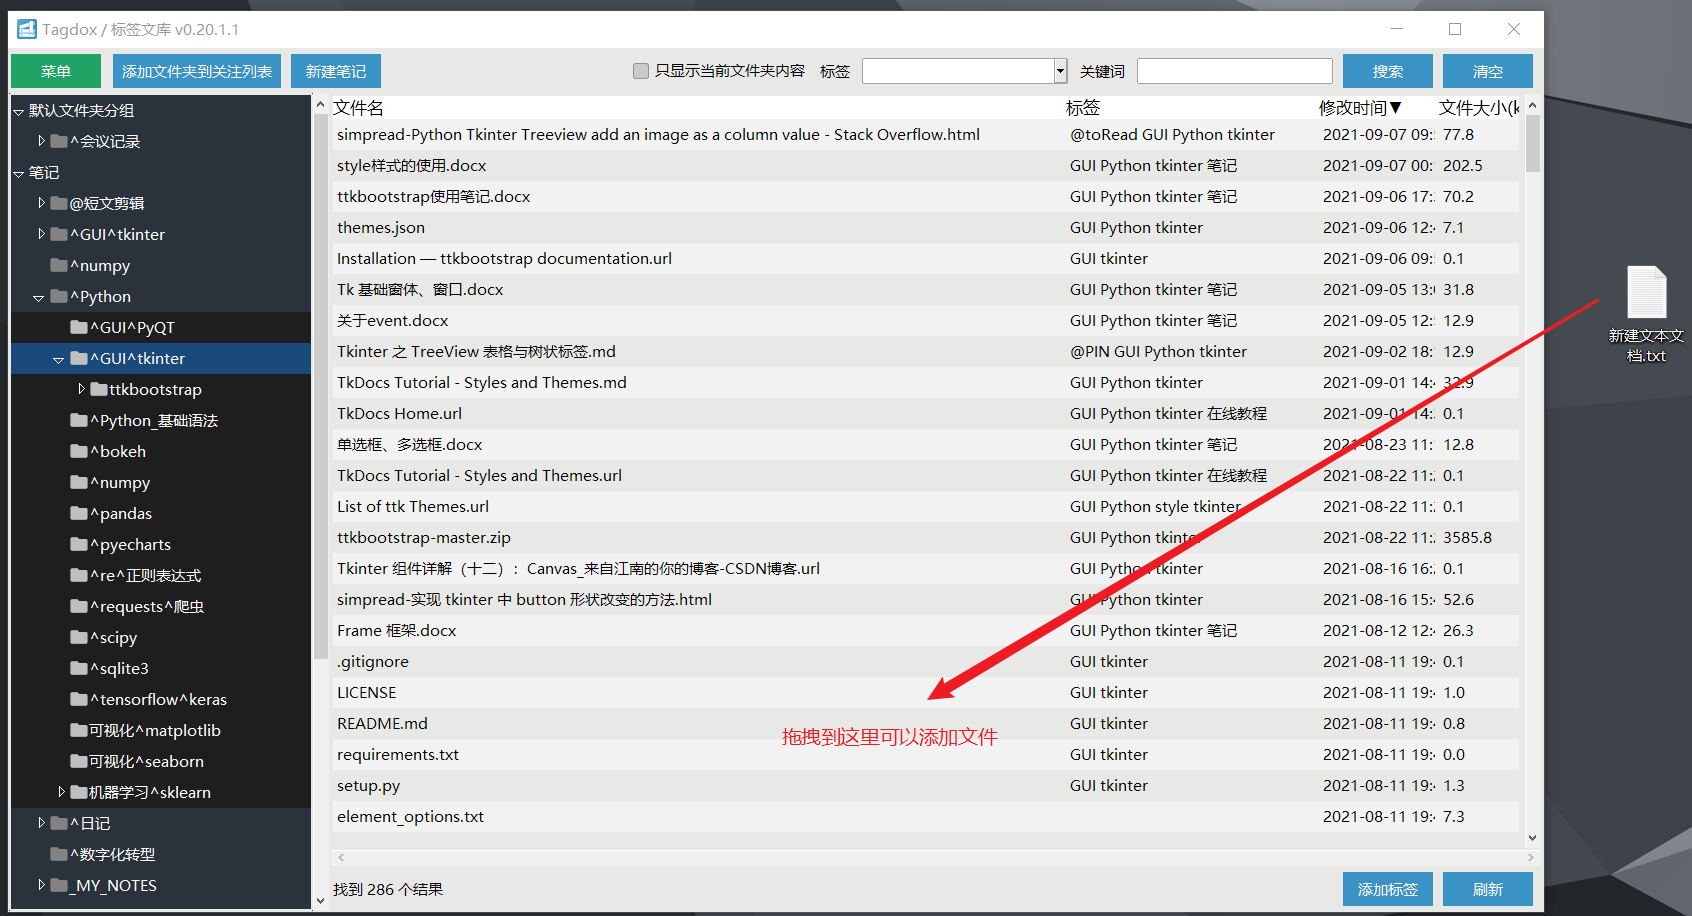 Tagdox / 标签文库 v0.20.1.1
菜单 添加文件夹到关注列表 新建笔记 只显示当前文件夹内容 标签 关键词 搜索 清空
默认文件夹分组
^会议记录
笔记
@短文剪辑
^GUI^tkinter
^numpy
^Python
^GUI^PyQT
^GUI^tkinter
ttkbootstrap
^Python_基础语法
^bokeh
^numpy
^pandas
^pyecharts
^re^正则表达式
^requests^爬虫
^scipy
^sqlite3
^tensorflow^keras
可视化^matplotlib
可视化^seaborn
机器学习^sklearn
^日记
^数字化转型
_MY_NOTES
文件名 标签 修改时间▼ 文件大小(k
simpread-Python Tkinter Treeview add an image as a column value - Stack Overflow.html @toRead GUI Python tkinter 2021-09-07 09: 77.8
style样式的使用.docx GUI Python tkinter 笔记 2021-09-07 00: 202.5
ttkbootstrap使用笔记.docx GUI Python tkinter 笔记 2021-09-06 17: 70.2
themes.json GUI Python tkinter 2021-09-06 12: 7.1
Installation — ttkbootstrap documentation.url GUI tkinter 2021-09-06 09: 0.1
Tk 基础窗体、窗口.docx GUI Python tkinter 笔记 2021-09-05 13: 31.8
关于event.docx GUI Python tkinter 笔记 2021-09-05 12: 12.9
Tkinter 之 TreeView 表格与树状标签.md @PIN GUI Python tkinter 2021-09-02 18: 12.9
TkDocs Tutorial - Styles and Themes.md GUI Python tkinter 2021-09-01 14: 32.9
TkDocs Home.url GUI Python tkinter 在线教程 2021-09-01 14: 0.1
单选框、多选框.docx GUI Python tkinter 笔记 2021-08-23 11: 12.8
TkDocs Tutorial - Styles and Themes.url GUI Python tkinter 在线教程 2021-08-22 11: 0.1
List of ttk Themes.url GUI Python style tkinter 2021-08-22 11: 0.1
ttkbootstrap-master.zip GUI Python tkinter 2021-08-22 11: 3585.8
Tkinter 组件详解（十二）：Canvas_来自江南的你的博客-CSDN博客.url GUI Python tkinter 2021-08-16 16: 0.1
simpread-实现 tkinter 中 button 形状改变的方法.html GUI Python tkinter 2021-08-16 15: 52.6
Frame 框架.docx GUI Python tkinter 笔记 2021-08-12 12: 26.3
.gitignore GUI tkinter 2021-08-11 19: 0.1
LICENSE GUI tkinter 2021-08-11 19: 1.0
README.md GUI tkinter 2021-08-11 19: 0.8
拖拽到这里可以添加文件
requirements.txt GUI tkinter 2021-08-11 19: 0.0
setup.py GUI tkinter 2021-08-11 19: 1.3
element_options.txt 2021-08-11 19: 7.3
找到 286 个结果 添加标签 刷新
新建文本文
档.txt